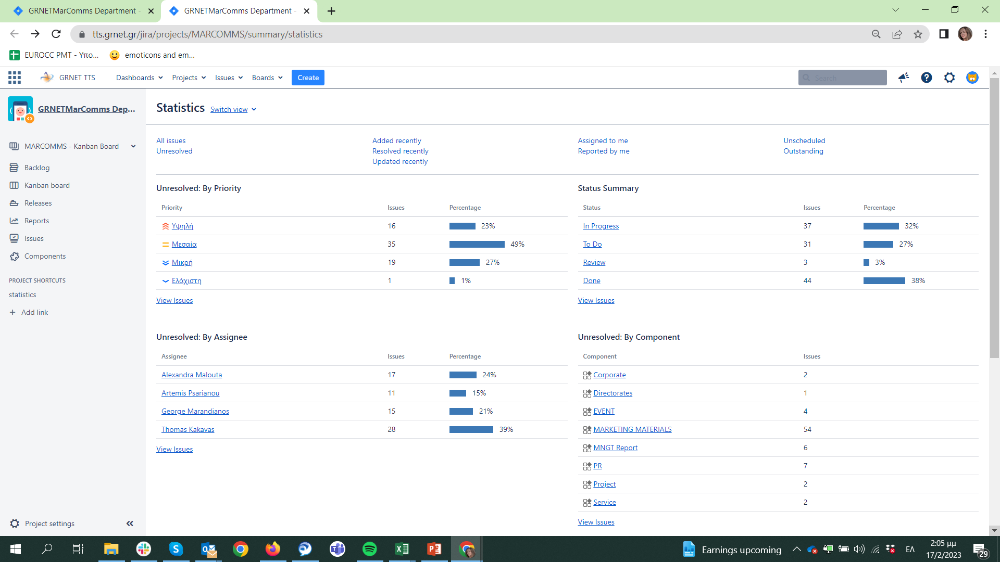 GRNETMarComms Department -
GRNETMarComms Department -
tts.grnet.gr/jira/projects/MARCOMMS/summary/statistics
EUROCC PMT - Υπο...
emoticons and em...
GRNET TTS
Dashboards
Projects
Issues
Boards
Create
Search
GRNETMarComms Dep...
MARCOMMS - Kanban Board
Backlog
Kanban board
Releases
Reports
Issues
Components
PROJECT SHORTCUTS
statistics
+ Add link
Project settings
Statistics Switch view
All issues
Unresolved
Added recently
Resolved recently
Updated recently
Assigned to me
Reported by me
Unscheduled
Outstanding
Unresolved: By Priority
Priority Issues Percentage
Υψηλή 16 23%
Μεσαία 35 49%
Μικρή 19 27%
Ελάχιστη 1 1%
View Issues
Status Summary
Status Issues Percentage
In Progress 37 32%
To Do 31 27%
Review 3 3%
Done 44 38%
View Issues
Unresolved: By Assignee
Assignee Issues Percentage
Alexandra Malouta 17 24%
Artemis Psarianou 11 15%
George Marandianos 15 21%
Thomas Kakavas 28 39%
View Issues
Unresolved: By Component
Component Issues
Corporate 2
Directorates 1
EVENT 4
MARKETING MATERIALS 54
MNGT Report 6
PR 7
Project 2
Service 2
View Issues
Earnings upcoming
ΕΛ
2:05 μμ
17/2/2023
29